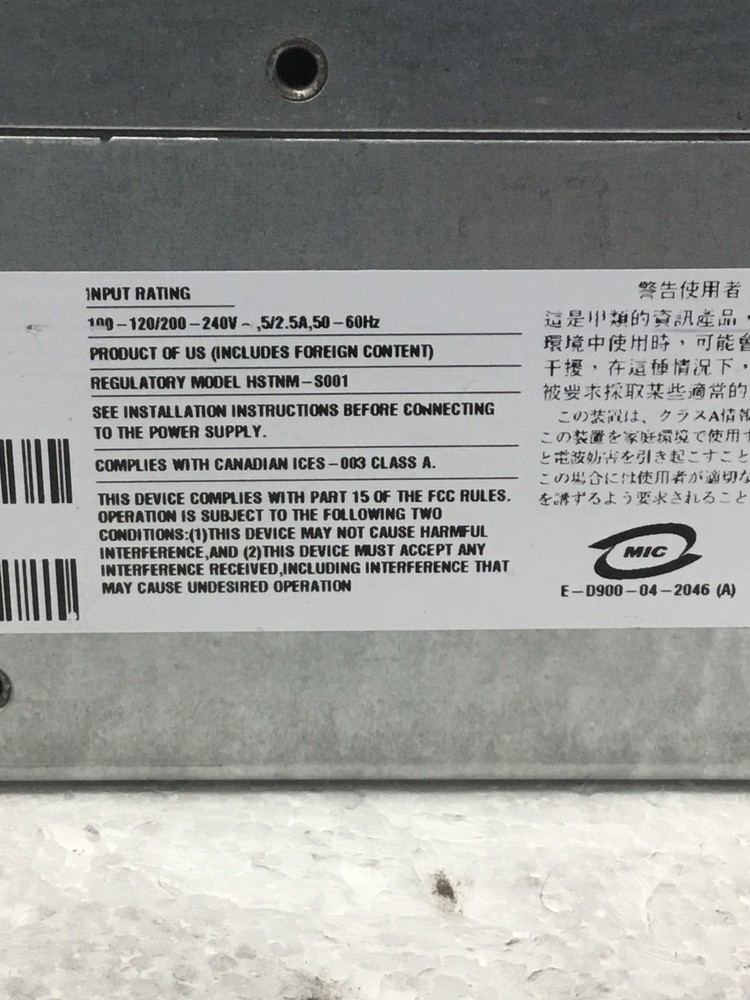 INPUT RATING
100-120/200-240V~,5/2.5A,50-60Hz
PRODUCT OF US (INCLUDES FOREIGN CONTENT)
REGULATORY MODEL HSTNM-S001
SEE INSTALLATION INSTRUCTIONS BEFORE CONNECTING
TO THE POWER SUPPLY.
COMPLIES WITH CANADIAN ICES-003 CLASS A.
THIS DEVICE COMPLIES WITH PART 15 OF THE FCC RULES.
OPERATION IS SUBJECT TO THE FOLLOWING TWO
CONDITIONS:(1)THIS DEVICE MAY NOT CAUSE HARMFUL
INTERFERENCE,AND (2)THIS DEVICE MUST ACCEPT ANY
INTERFERENCE RECEIVED,INCLUDING INTERFERENCE THAT
MAY CAUSE UNDESIRED OPERATION
警告使用者
這是甲類的資訊產品，
環境中使用時，可能會
干擾，在這種情況下，
被要求採取某些適當的
この装置は、クラスA情報
この装置を家庭環境で使用す
と電波妨害を引き起こすこと
この場合には使用者が適切な
を講ずるよう要求されること
MIC
E-D900-04-2046 (A)